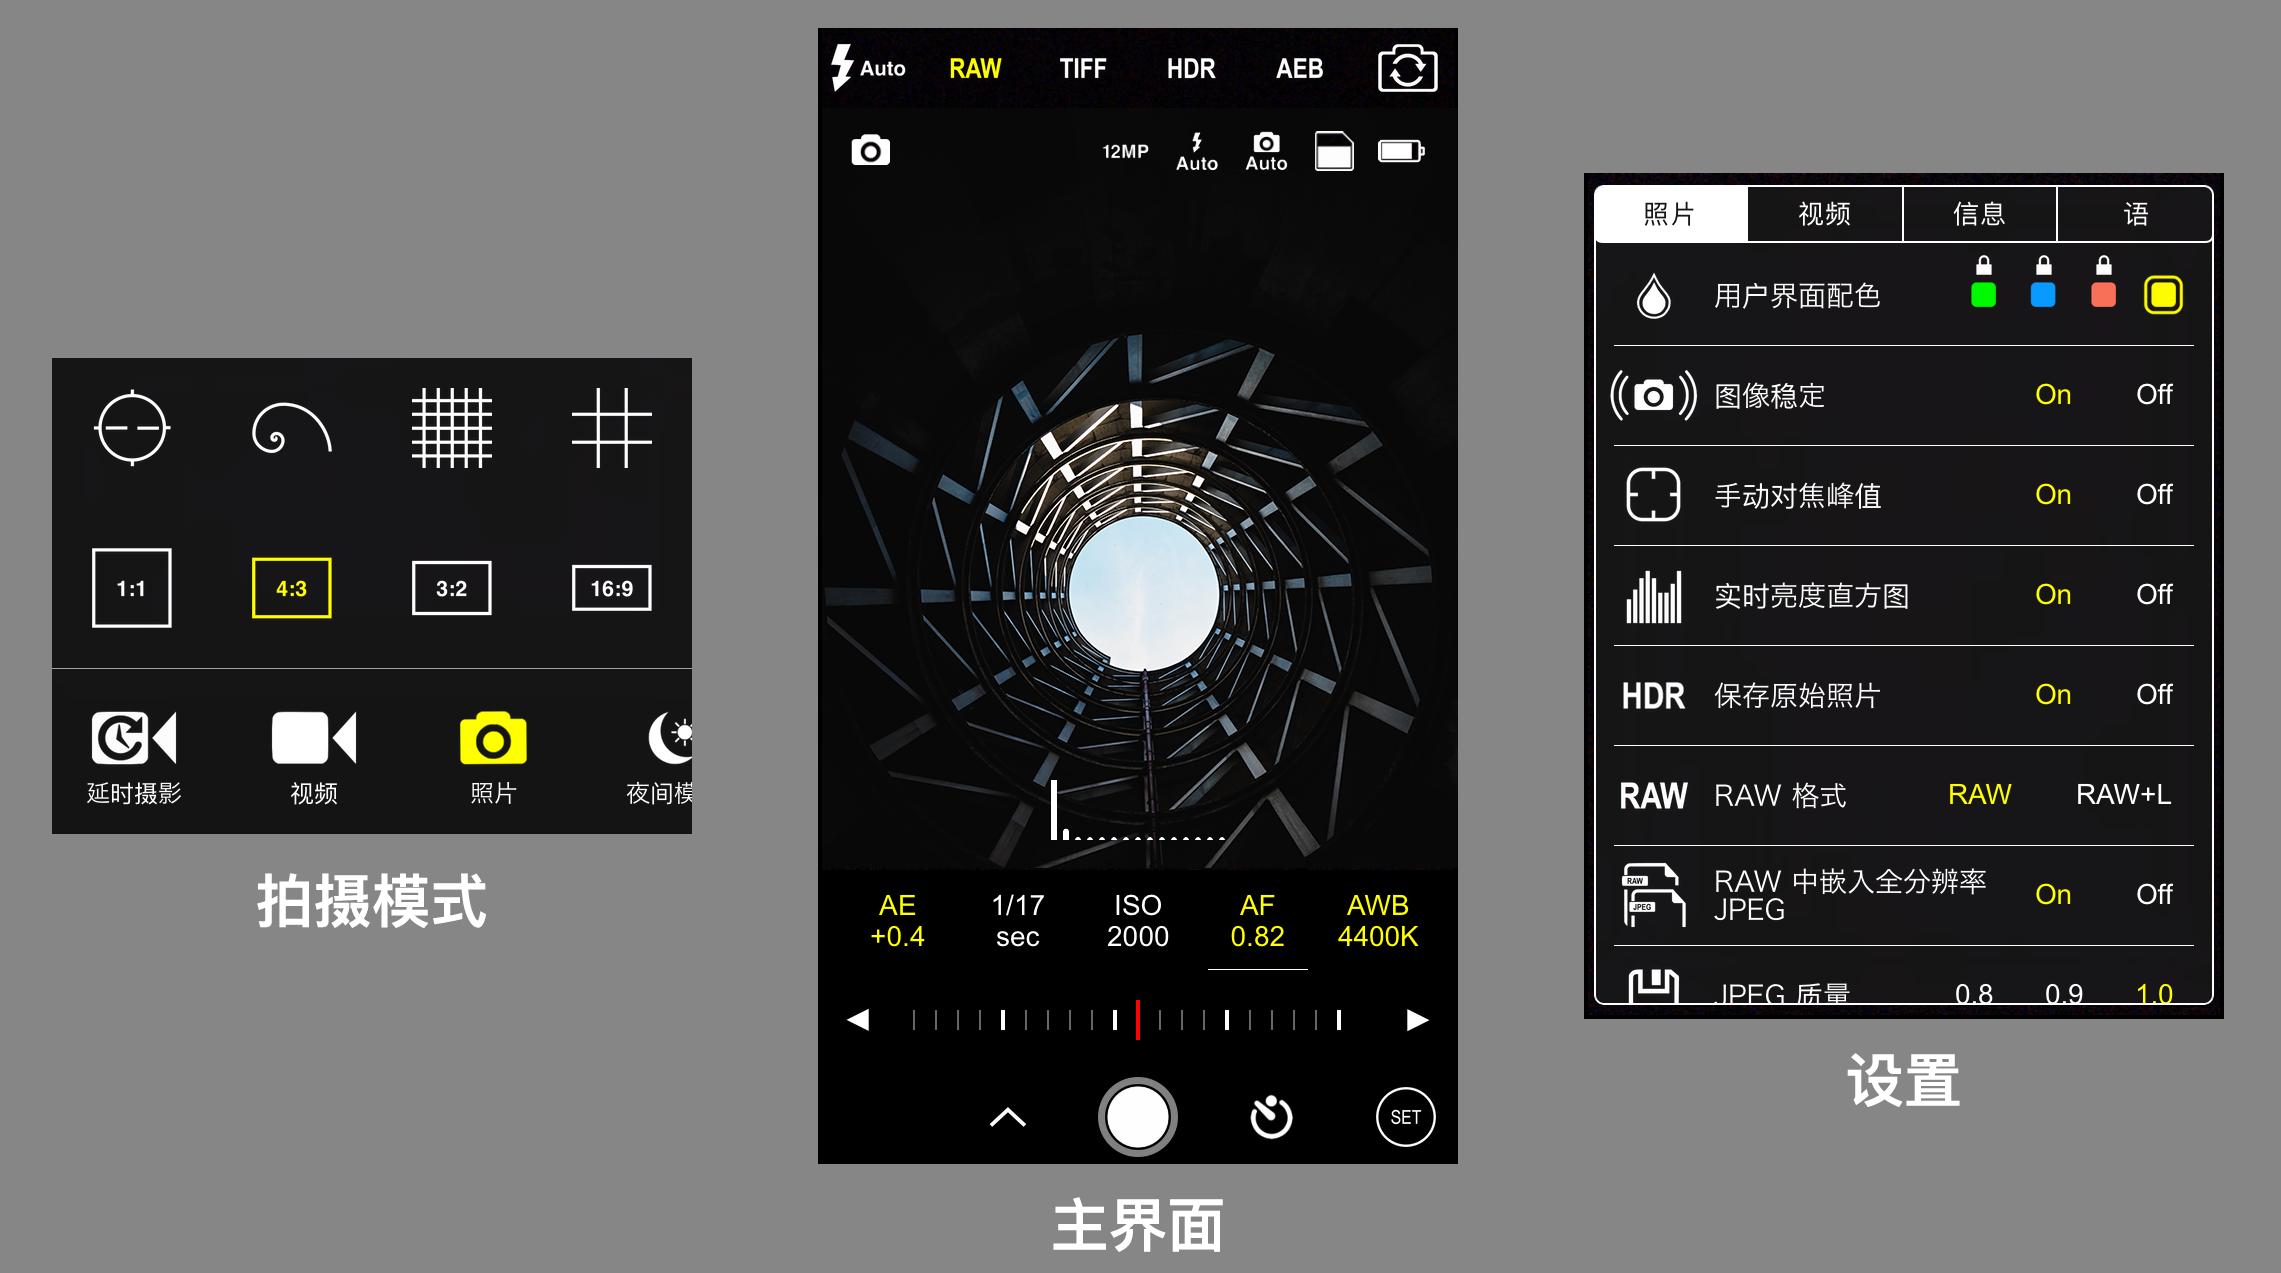 1:1
4:3
3:2
16:9
延时摄影
视频
照片
夜间模
拍摄模式
Auto RAW TIFF HDR AEB
12MP Auto Auto
AE 1/17 ISO AF AWB
+0.4 sec 2000 0.82 4400K
SET
主界面
照片 视频 信息 语
用户界面配色
图像稳定 On Off
手动对焦峰值 On Off
实时亮度直方图 On Off
HDR 保存原始照片 On Off
RAW RAW 格式 RAW RAW+L
RAW 中嵌入全分辨率
JPEG
On Off
RAW
JPEG
JPEG 质量 0.8 0.9 1.0
设置